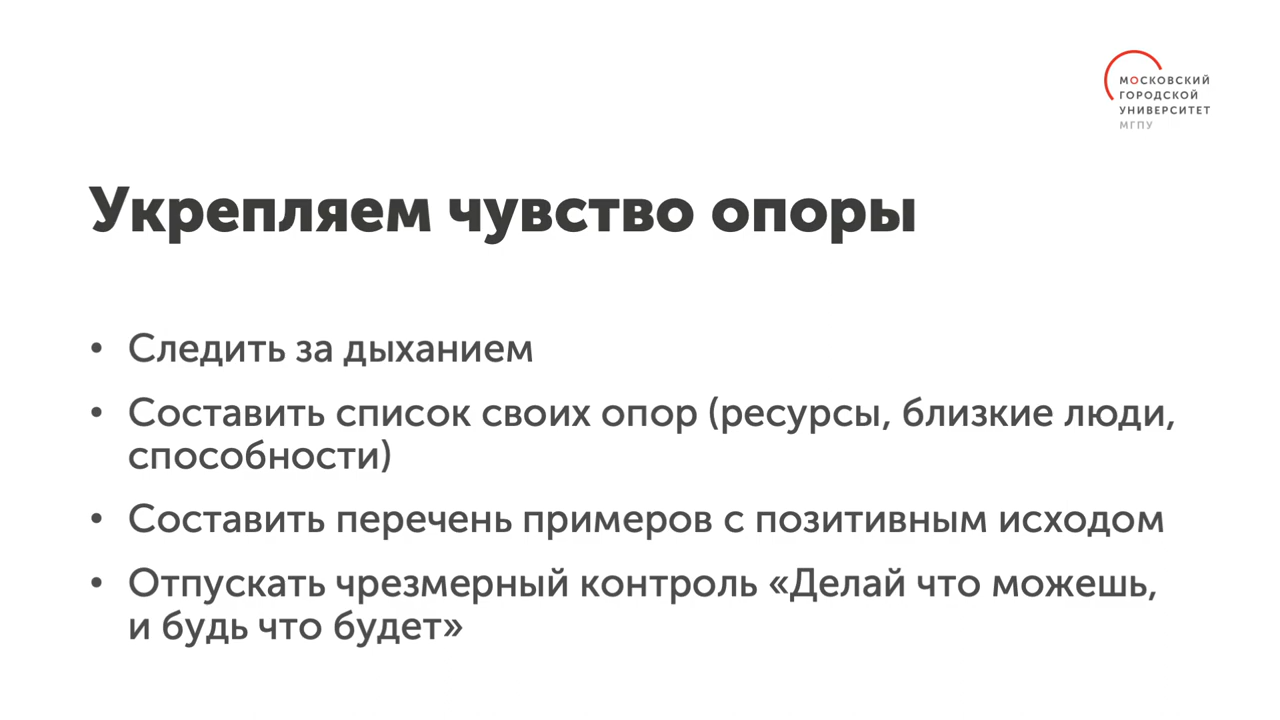 МОСКОВСКИЙ
ГОРОДСКОЙ
УНИВЕРСИТЕТ
МГПУ
Укрепляем чувство опоры
• Следить за дыханием
• Составить список своих опор (ресурсы, близкие люди,
способности)
• Составить перечень примеров с позитивным исходом
• Отпускать чрезмерный контроль «Делай что можешь,
и будь что будет»